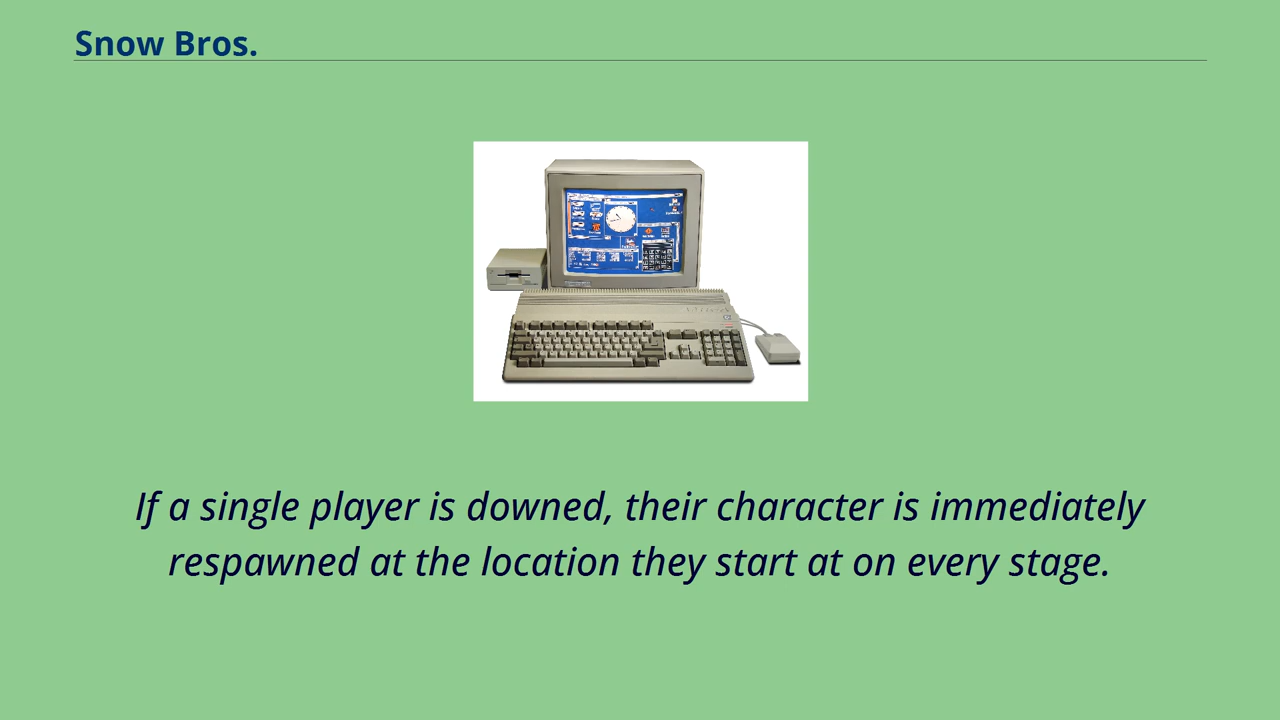 Snow Bros.
If a single player is downed, their character is immediately
respawned at the location they start at on every stage.